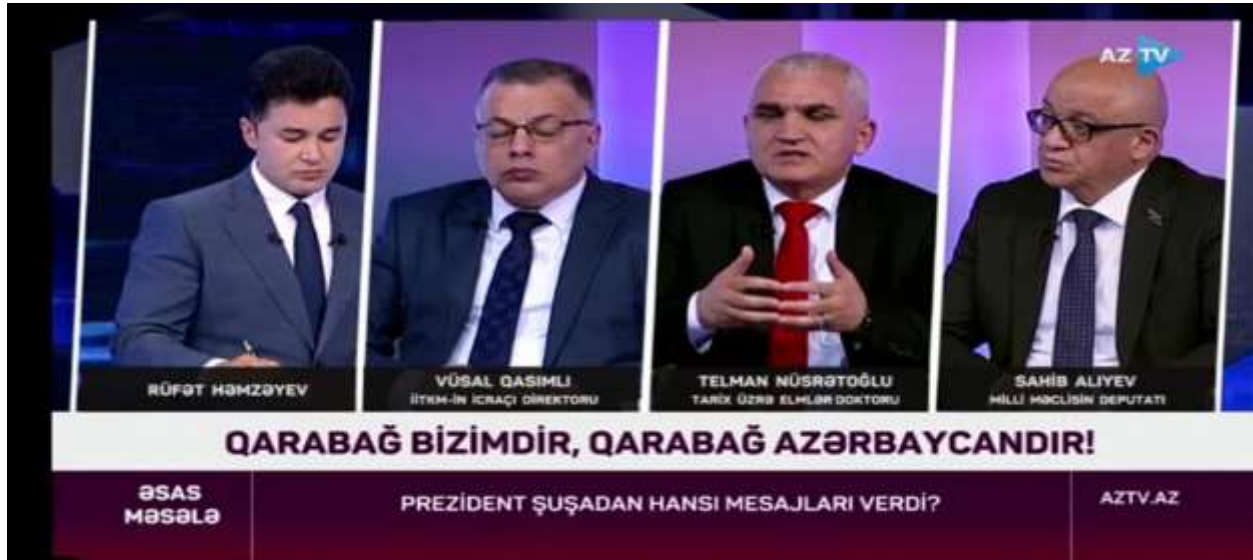 AZ TV
RÜFƏT HƏMZƏYEV
VÜSAL QASIMLI
İİTKM-İN İCRAÇI DİREKTORU
TELMAN NÜSRƏTOĞLU
TARİX ÜZRƏ ELMLƏR DOKTORU
SAHİB ALIYEV
MİLLİ MƏCLİSİN DEPUTATI
QARABAĞ BİZİMDİR, QARABAĞ AZƏRBAYCANDIR!
ƏSAS
MƏSƏLƏ
PREZİDENT ŞUŞADAN HANSI MESAJLARI VERDİ?
AZTV.AZ